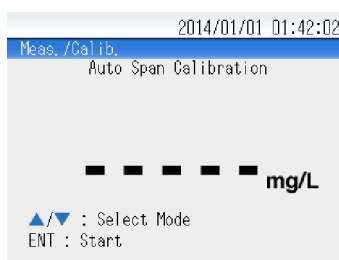 2014/01/01 01:42:02
Meas./Calib.
Auto Span Calibration
- - - - - mg/L
▲/▼ : Select Mode
ENT : Start